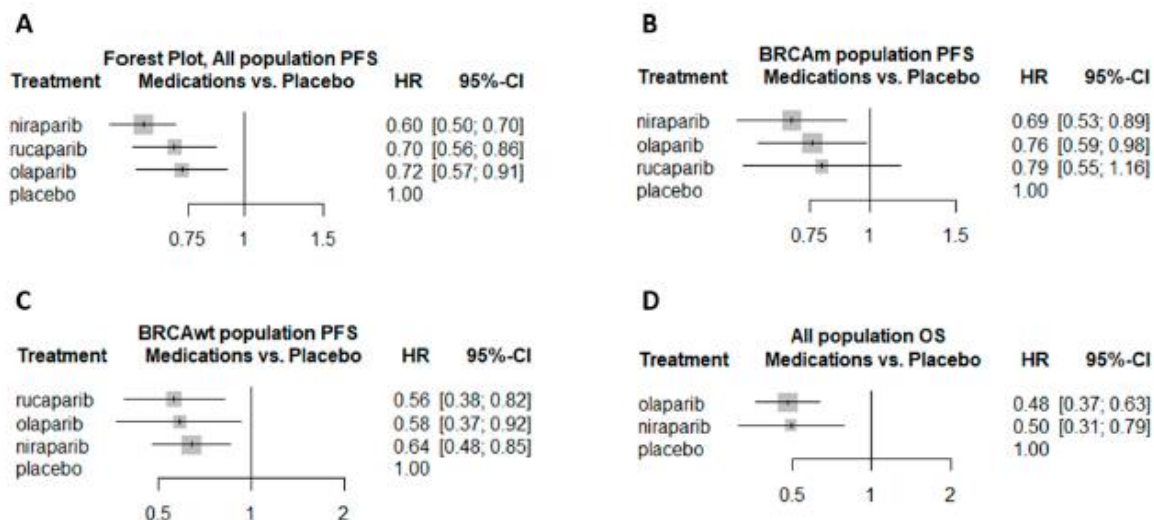 A
Forest Plot, All population PFS
Treatment Medications vs. Placebo HR 95%-CI
niraparib 0.60 [0.50; 0.70]
rucaparib 0.70 [0.56; 0.86]
olaparib 0.72 [0.57; 0.91]
placebo 1.00
0.75 1 1.5
B
BRCAm population PFS
Treatment Medications vs. Placebo HR 95%-CI
niraparib 0.69 [0.53; 0.89]
olaparib 0.76 [0.59; 0.98]
rucaparib 0.79 [0.55; 1.16]
placebo 1.00
0.75 1 1.5
C
BRCAwt population PFS
Treatment Medications vs. Placebo HR 95%-CI
rucaparib 0.56 [0.38; 0.82]
olaparib 0.58 [0.37; 0.92]
niraparib 0.64 [0.48; 0.85]
placebo 1.00
0.5 1 2
D
All population OS
Treatment Medications vs. Placebo HR 95%-CI
olaparib 0.48 [0.37; 0.63]
niraparib 0.50 [0.31; 0.79]
placebo 1.00
0.5 1 2